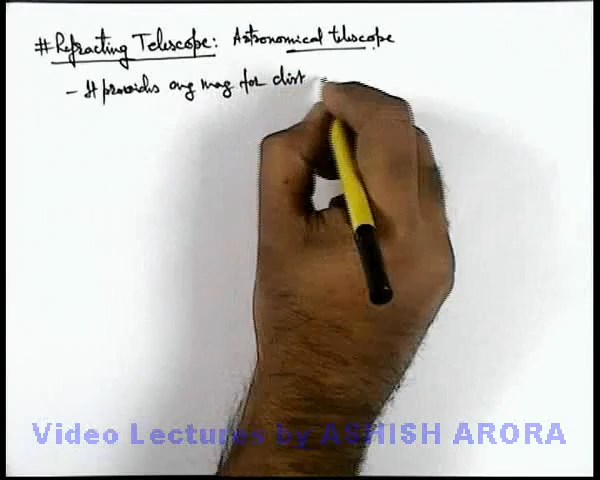 # Refracting Telescope: Astronomical telescope
- It provides ang mag for dist
Video Lectures by ASHISH ARORA